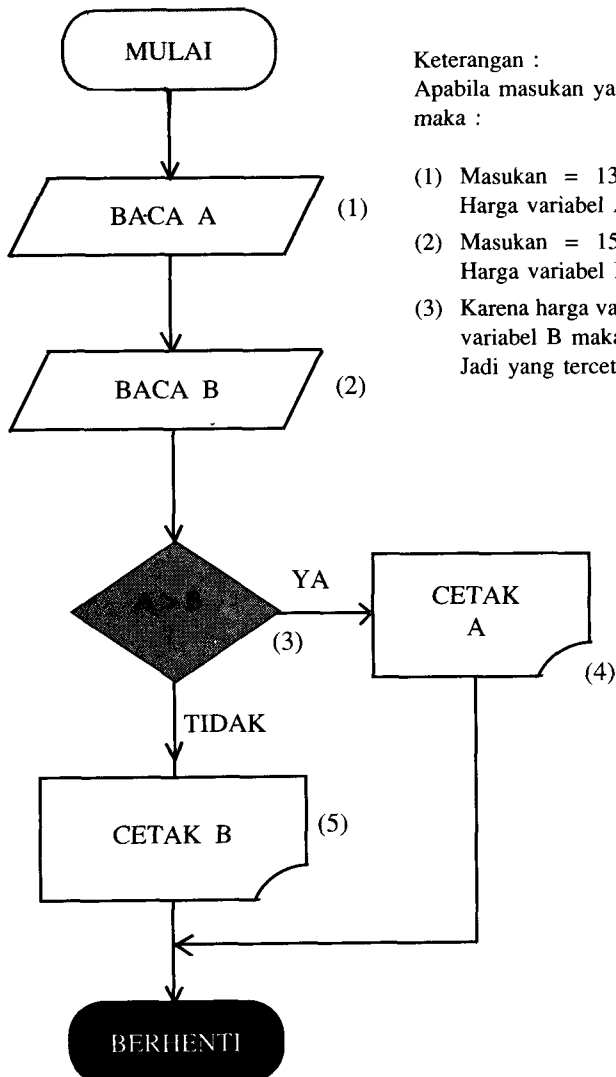 MULAI
BACA A
(1)
BACA B
(2)
A > B
?
(3)
YA
CETAK
A
(4)
TIDAK
CETAK B
(5)
BERHENTI
Keterangan :
Apabila masukan ya
maka :
(1) Masukan = 13
Harga variabel
(2) Masukan = 15
Harga variabel
(3) Karena harga va
variabel B maka
Jadi yang tercet